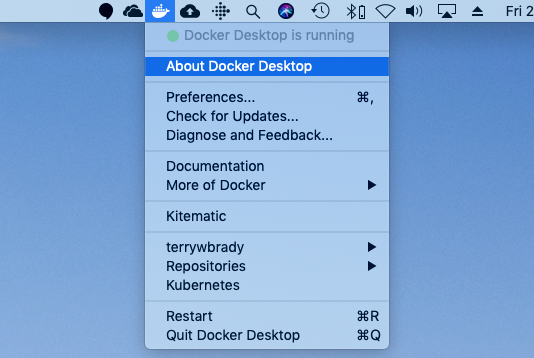 Fri 2
Docker Desktop is running
About Docker Desktop
Preferences... ⌘,
Check for Updates...
Diagnose and Feedback...
Documentation
More of Docker
Kitematic
terrywbrady
Repositories
Kubernetes
Restart ⌘R
Quit Docker Desktop ⌘Q